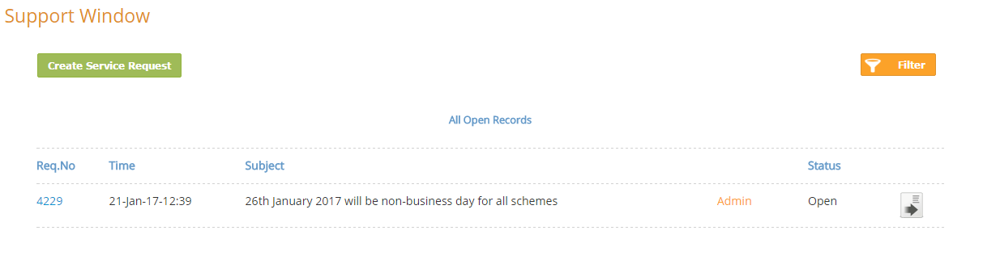 Support Window
Create Service Request
Filter
All Open Records
Req.No Time Subject Status
4229 21-Jan-17-12:39 26th January 2017 will be non-business day for all schemes Admin Open